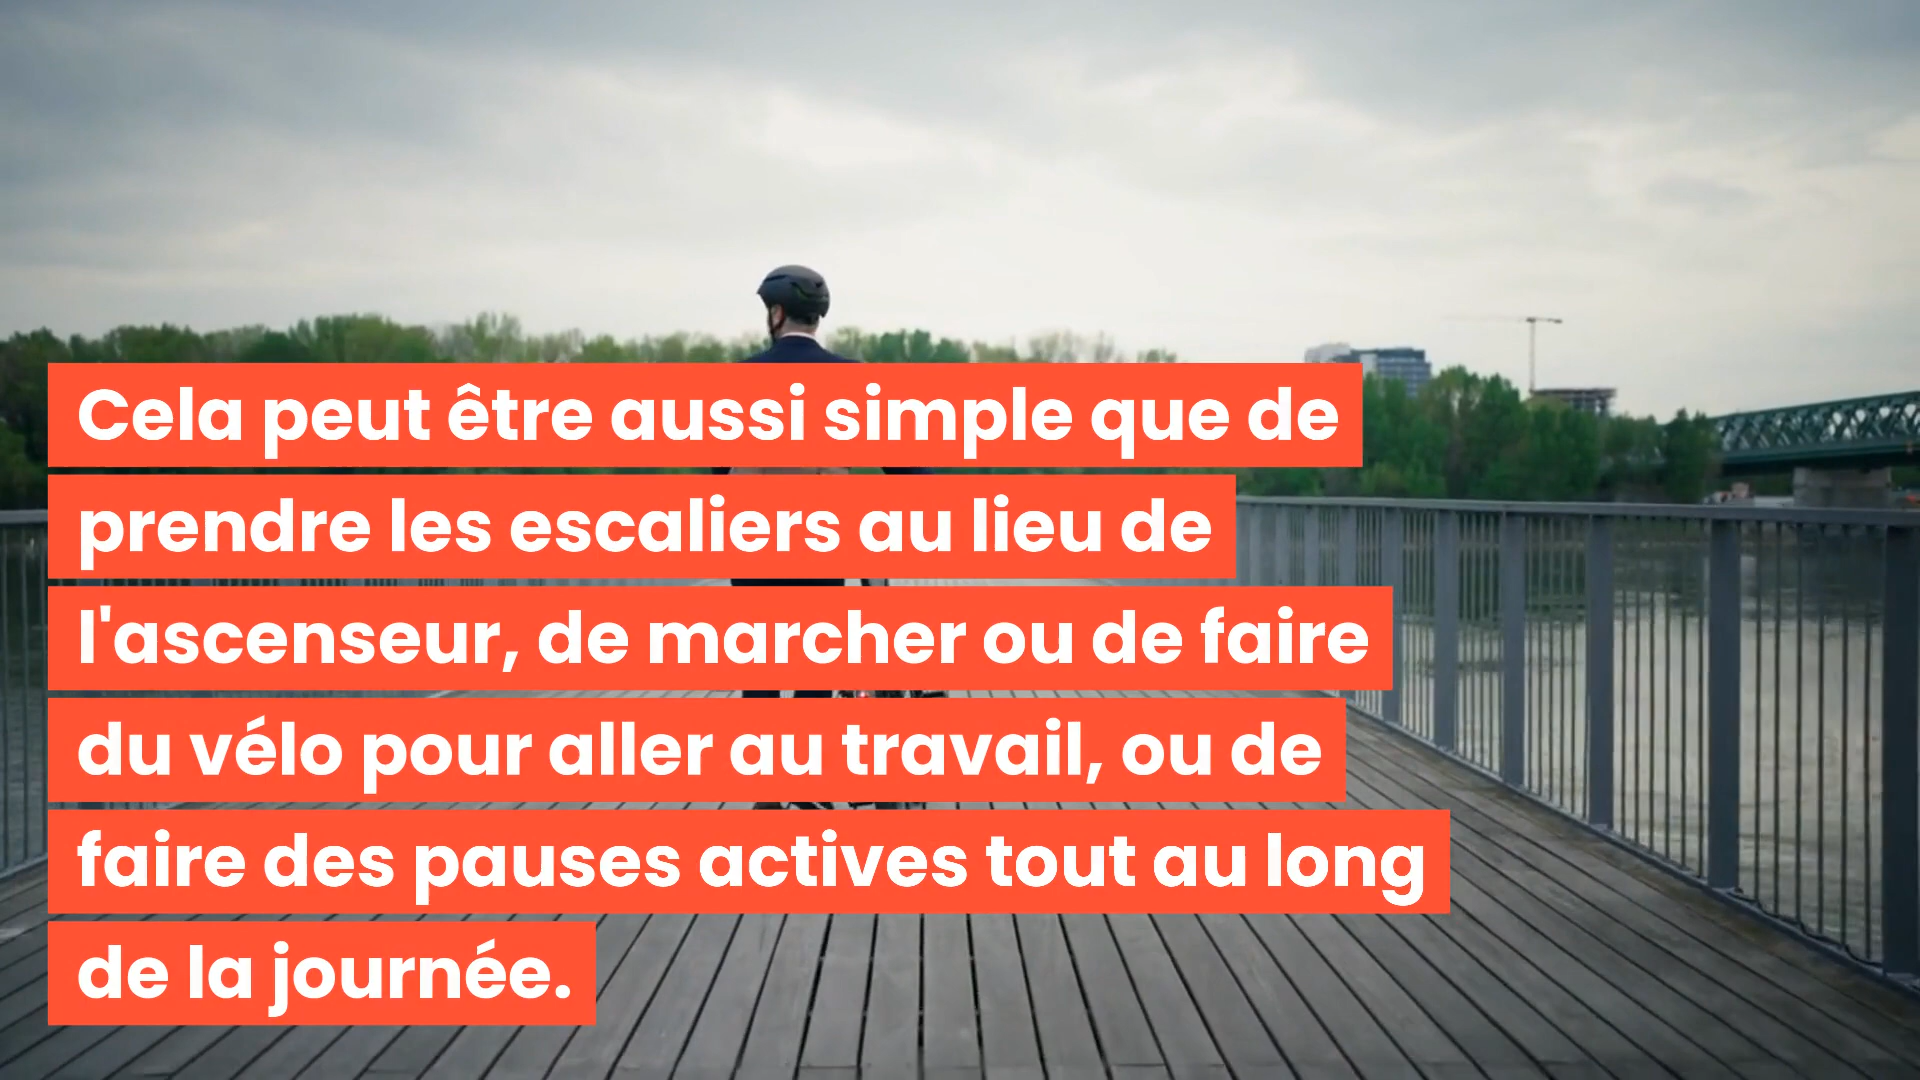 Cela peut être aussi simple que de
prendre les escaliers au lieu de
l'ascenseur, de marcher ou de faire
du vélo pour aller au travail, ou de
faire des pauses actives tout au long
de la journée.